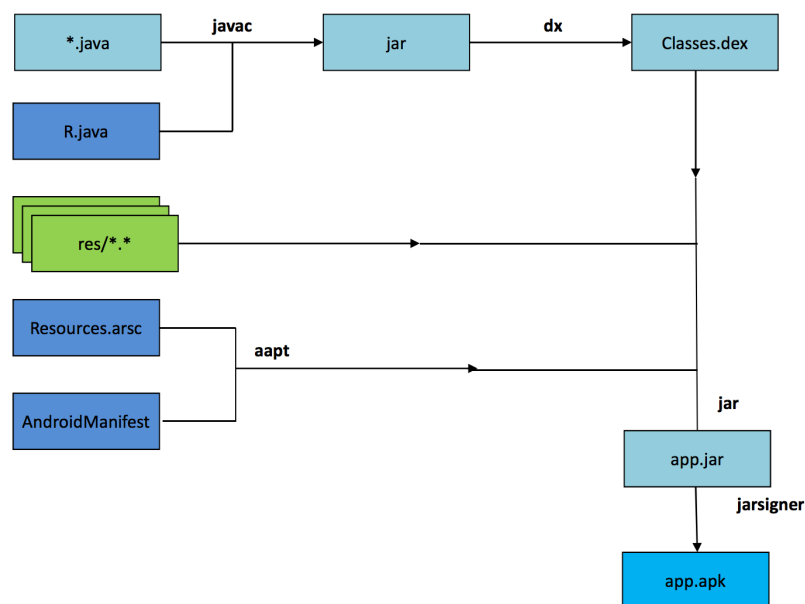 *.java
javac
jar
dx
Classes.dex
R.java
res/*.*
Resources.arsc
aapt
AndroidManifest
jar
app.jar
jarsigner
app.apk